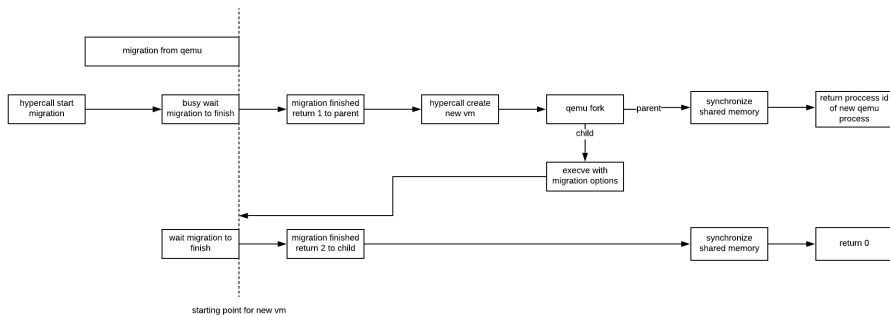 migration from qemu
hypercall start
migration
busy wait
migration to finish
migration finished
return 1 to parent
hypercall create
new vm
qemu fork
parent
synchronize
shared memory
return proccess id
of new qemu
process
child
execve with
migration options
wait migration to
finish
migration finished
return 2 to child
synchronize
shared memory
return 0
starting point for new vm